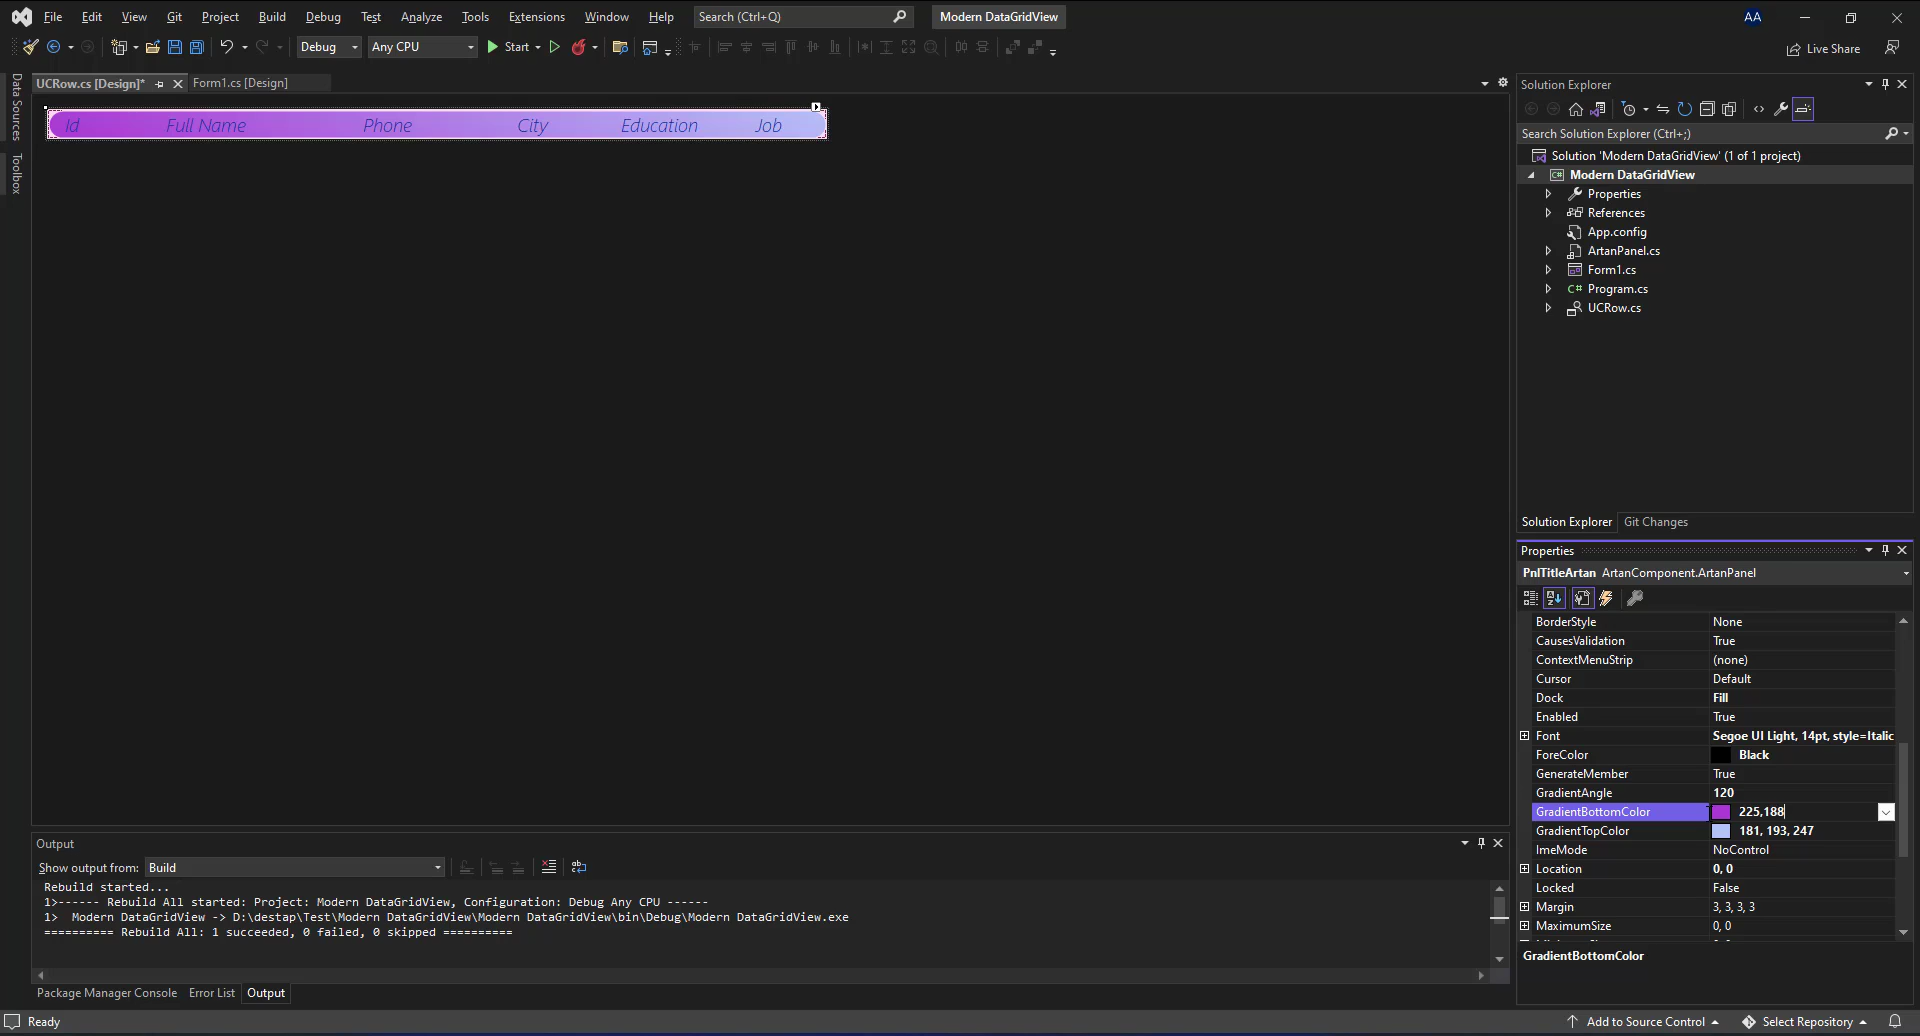 File Edit View Git Project Build Debug Test Analyze Tools Extensions Window Help Search (Ctrl+Q) Modern DataGridView AA
Debug Any CPU Start Live Share
UCRow.cs [Design]* Form1.cs [Design]
Data Sources
Toolbox
Id Full Name Phone City Education Job
Solution Explorer
Search Solution Explorer (Ctrl+;)
Solution 'Modern DataGridView' (1 of 1 project)
C# Modern DataGridView
Properties
References
App.config
ArtanPanel.cs
Form1.cs
C# Program.cs
UCRow.cs
Solution Explorer Git Changes
Properties
PnlTitleArtan ArtanComponent.ArtanPanel
BorderStyle None
CausesValidation True
ContextMenuStrip (none)
Cursor Default
Dock Fill
Enabled True
Font Segoe UI Light, 14pt, style=Italic
ForeColor Black
GenerateMember True
GradientAngle 120
GradientBottomColor 225,188
GradientTopColor 181, 193, 247
ImeMode NoControl
Location 0, 0
Locked False
Margin 3, 3, 3, 3
MaximumSize 0, 0
GradientBottomColor
Output
Show output from: Build
Rebuild started...
1>------ Rebuild All started: Project: Modern DataGridView, Configuration: Debug Any CPU ------
1>  Modern DataGridView -> D:\destap\Test\Modern DataGridView\Modern DataGridView\bin\Debug\Modern DataGridView.exe
========== Rebuild All: 1 succeeded, 0 failed, 0 skipped ==========
Package Manager Console Error List Output
Ready Add to Source Control Select Repository